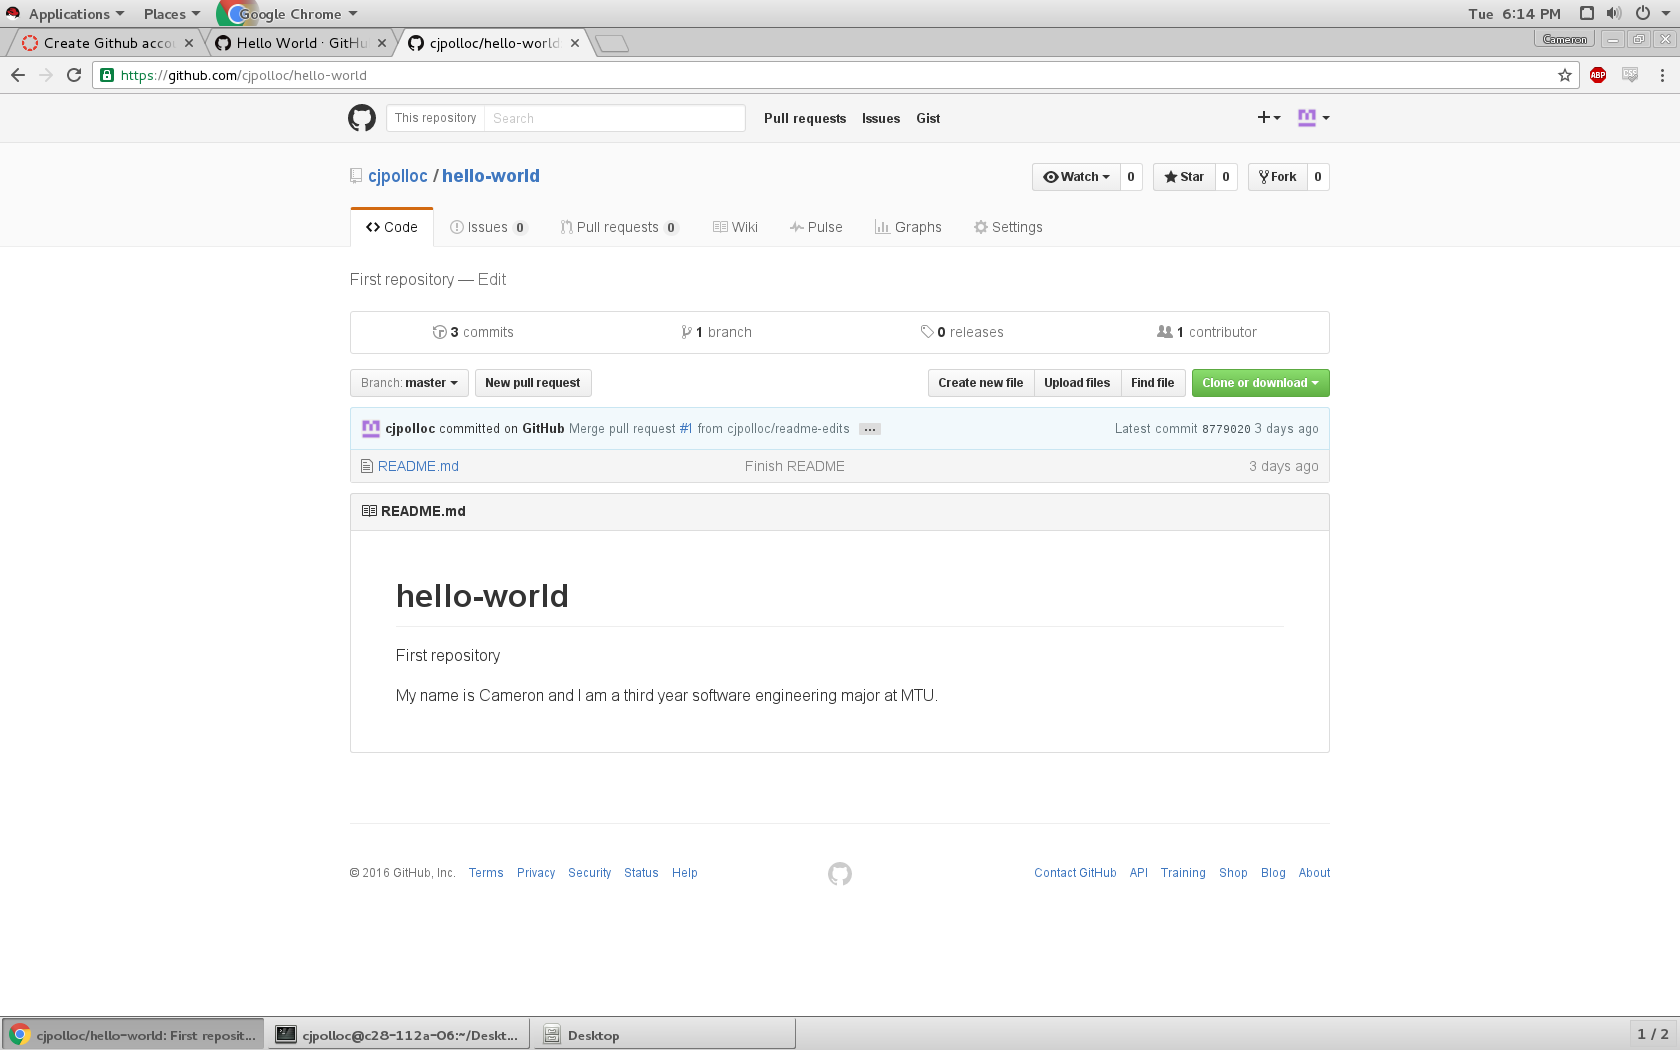 Applications Places Google Chrome Tue 6:14 PM
Create Github acco Hello World · GitHu cjpolloc/hello-world Cameron
https://github.com/cjpolloc/hello-world ABP
This repository Search Pull requests Issues Gist
cjpolloc / hello-world Watch 0 Star 0 Fork 0
Code Issues 0 Pull requests 0 Wiki Pulse Graphs Settings
First repository — Edit
3 commits 1 branch 0 releases 1 contributor
Branch: master New pull request Create new file Upload files Find file Clone or download
cjpolloc committed on GitHub Merge pull request #1 from cjpolloc/readme-edits ... Latest commit 8779020 3 days ago
README.md Finish README 3 days ago
README.md
hello-world
First repository
My name is Cameron and I am a third year software engineering major at MTU.
© 2016 GitHub, Inc. Terms Privacy Security Status Help Contact GitHub API Training Shop Blog About
cjpolloc/hello-world: First reposit... cjpolloc@c28-112a-06:~/Deskt... Desktop 1 / 2